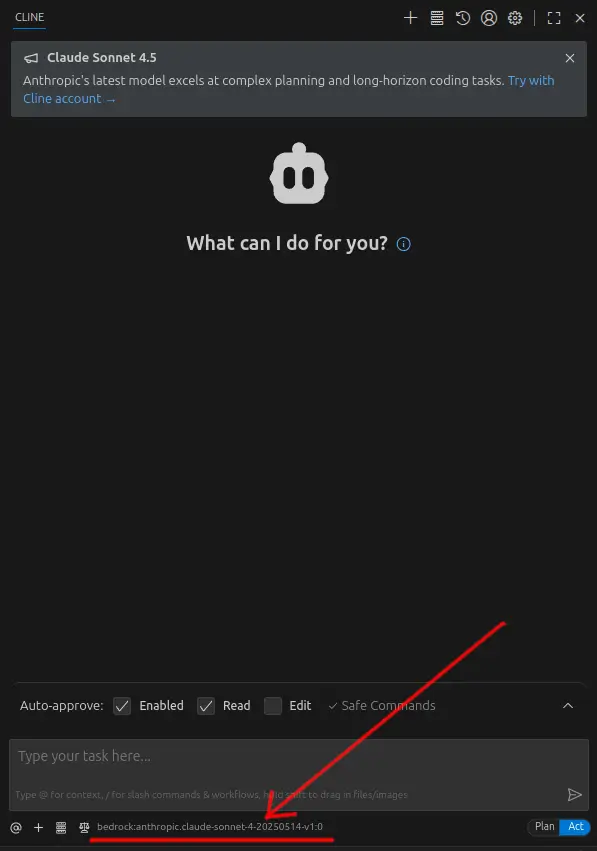 CLINE
Claude Sonnet 4.5
Anthropic's latest model excels at complex planning and long-horizon coding tasks. Try with
Cline account →
What can I do for you?
Auto-approve: Enabled Read Edit Safe Commands
Type your task here...
Type @ for context, / for slash commands & workflows, hold shift to drag in files/images
bedrock:anthropic.claude-sonnet-4-20250514-v1:0
Plan Act